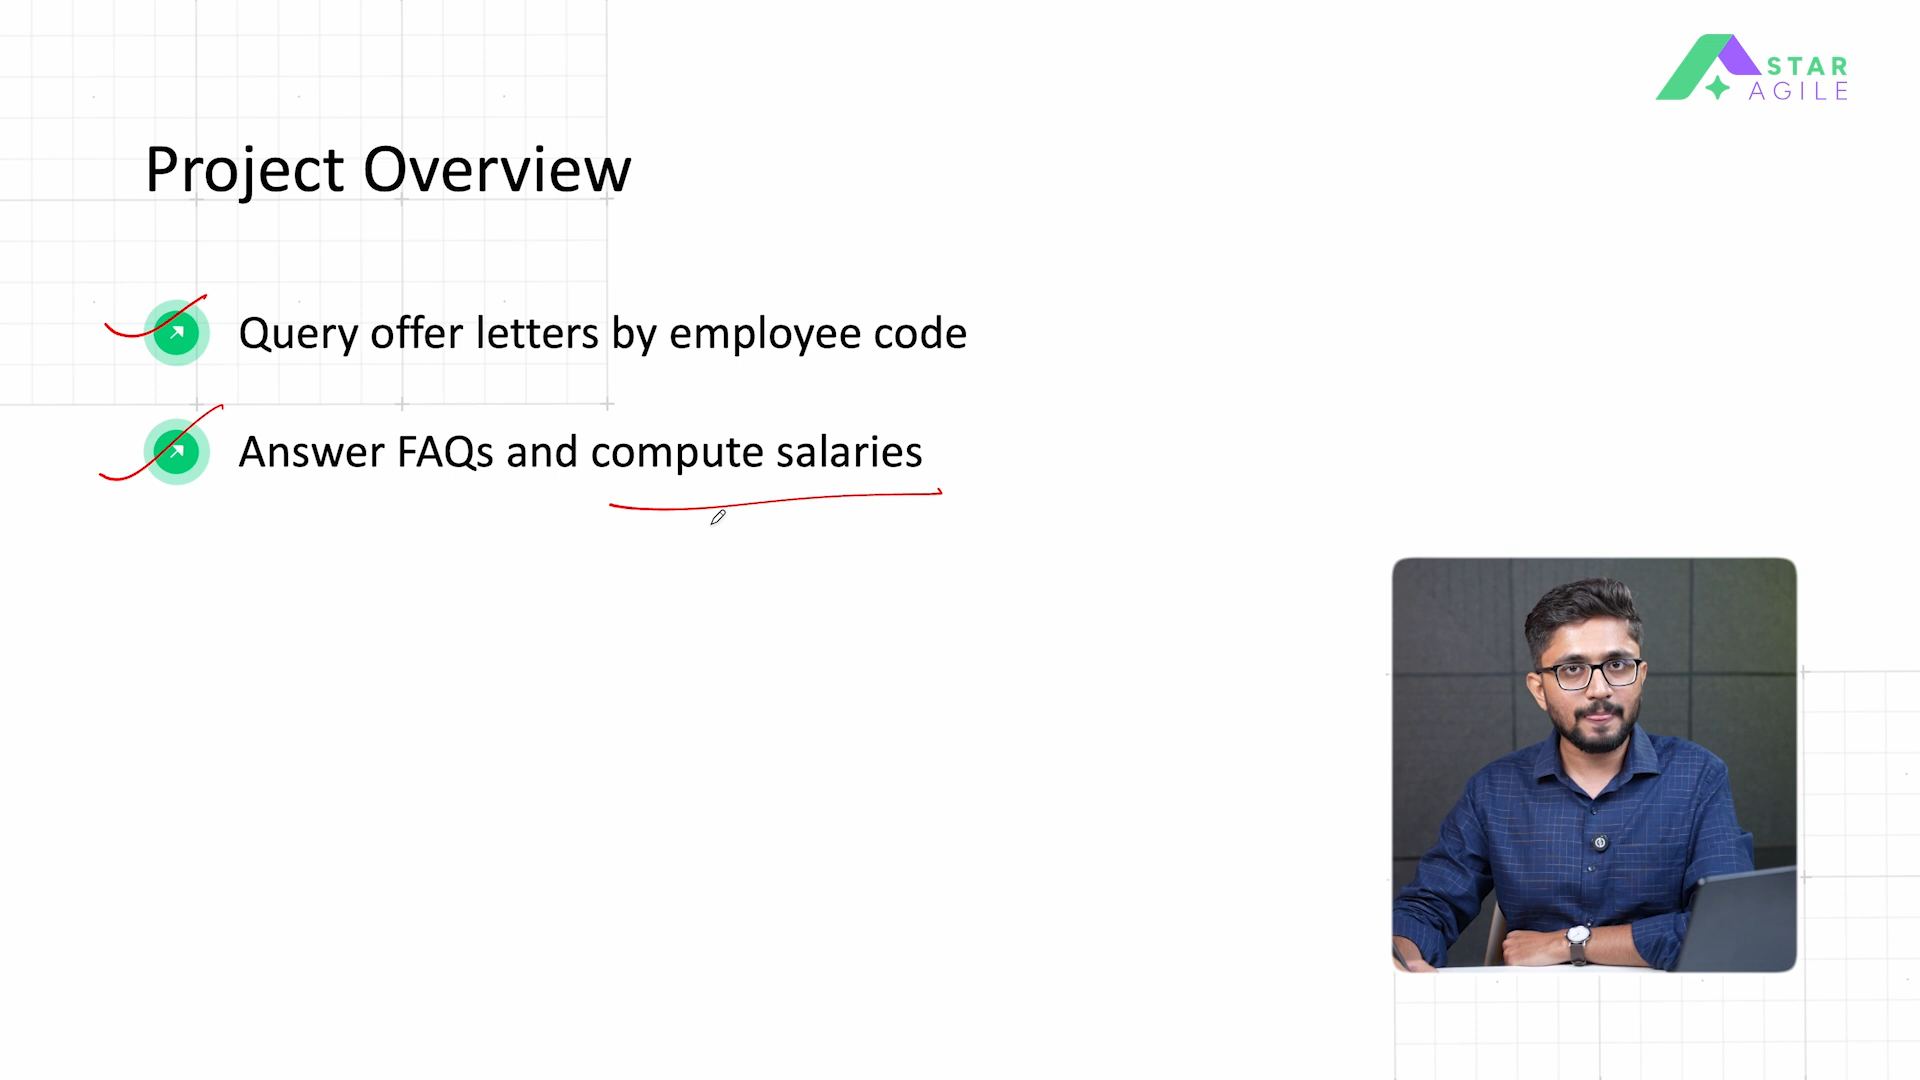 STAR
AGILE
Project Overview
Query offer letters by employee code
Answer FAQs and compute salaries